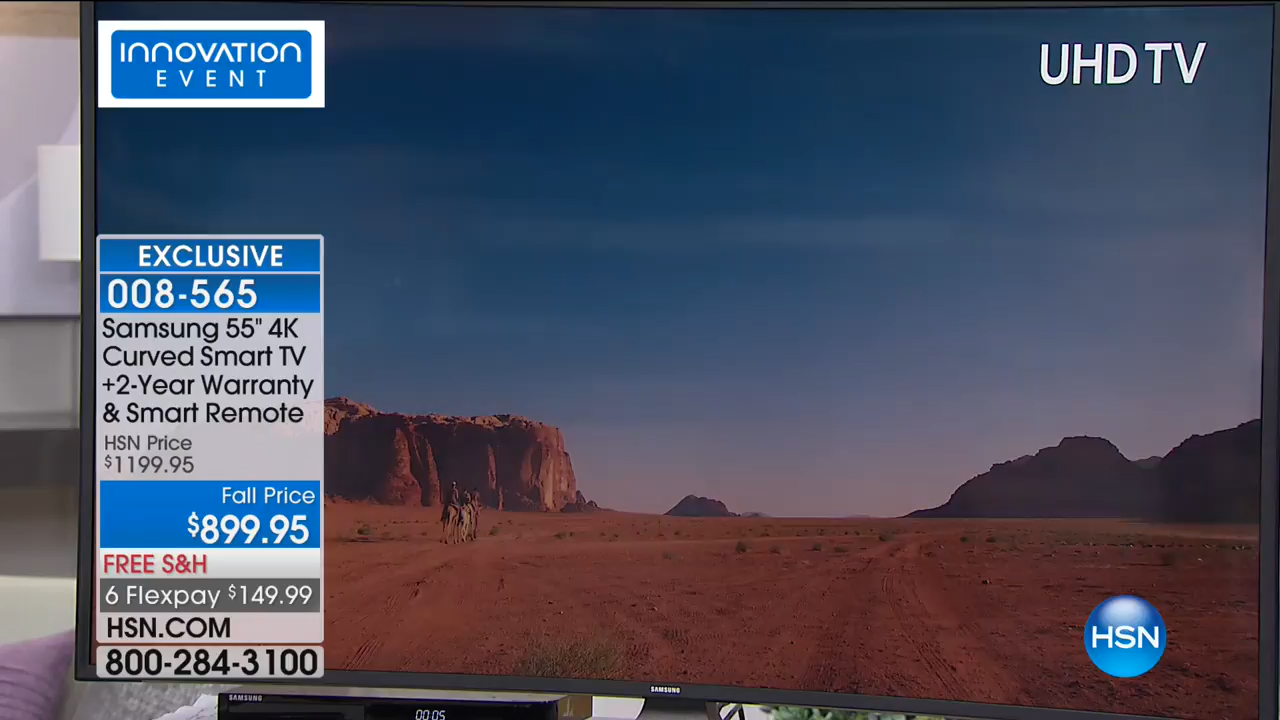 INNOVATION
EVENT
UHD TV
EXCLUSIVE
008-565
Samsung 55" 4K
Curved Smart TV
+2-Year Warranty
& Smart Remote
HSN Price
$1199.95
Fall Price
$899.95
FREE S&H
6 Flexpay $149.99
HSN.COM
800-284-3100
HSN
SAMSUNG
SAMSUNG
00:05